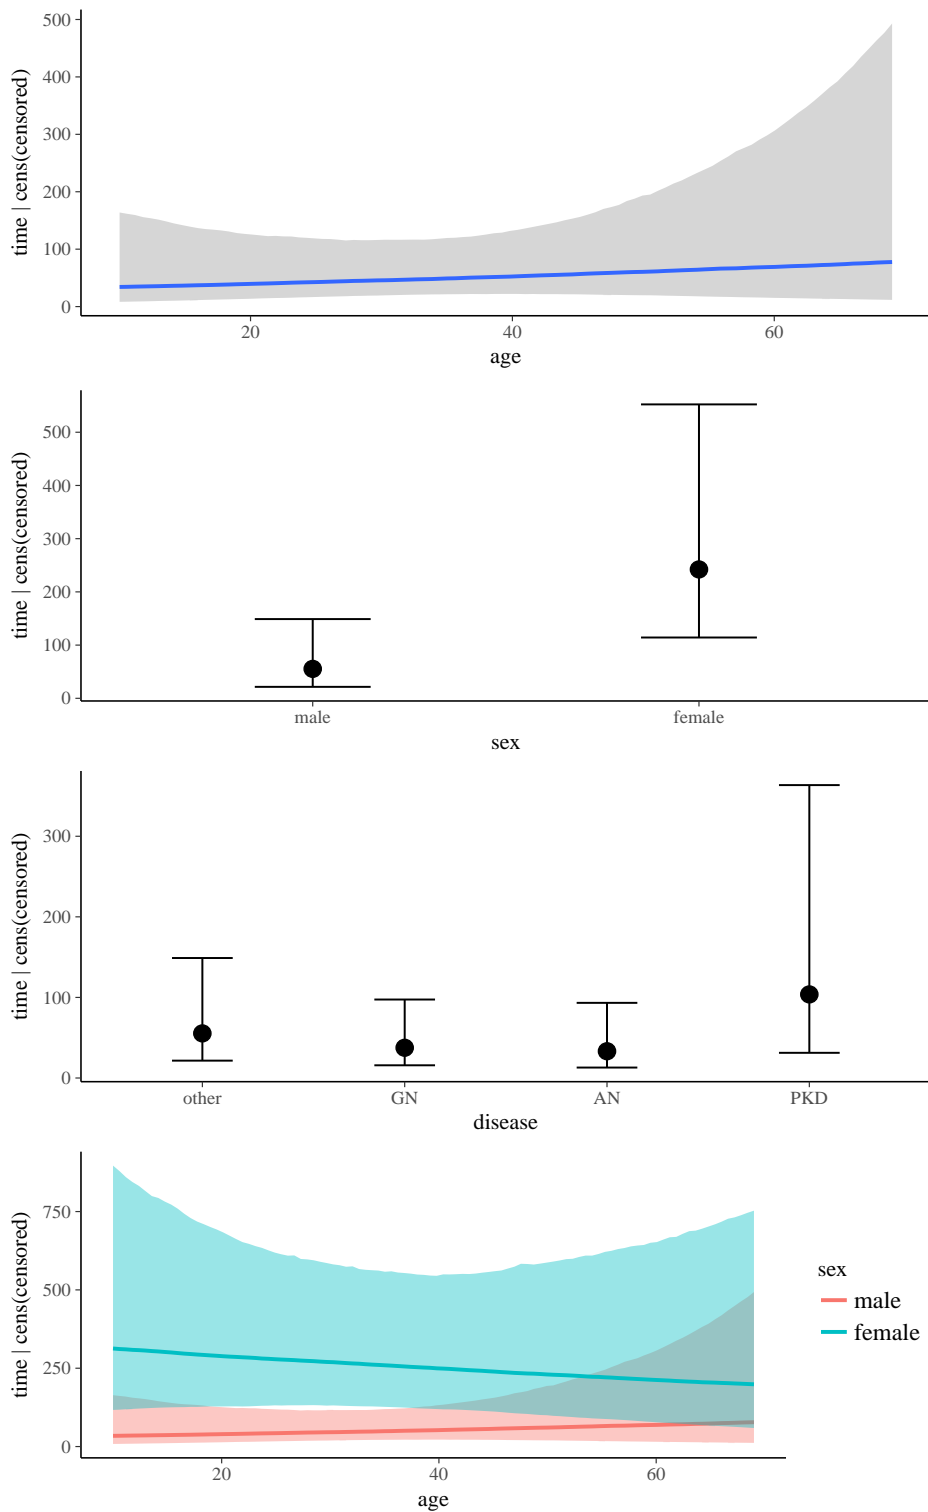 500
400
300
200
100
0
time | cens(censored)
20 40 60
age
500
400
300
200
100
0
time | cens(censored)
male female
sex
300
200
100
0
time | cens(censored)
other GN AN PKD
disease
750
500
250
0
time | cens(censored)
20 40 60
age
sex
male
female